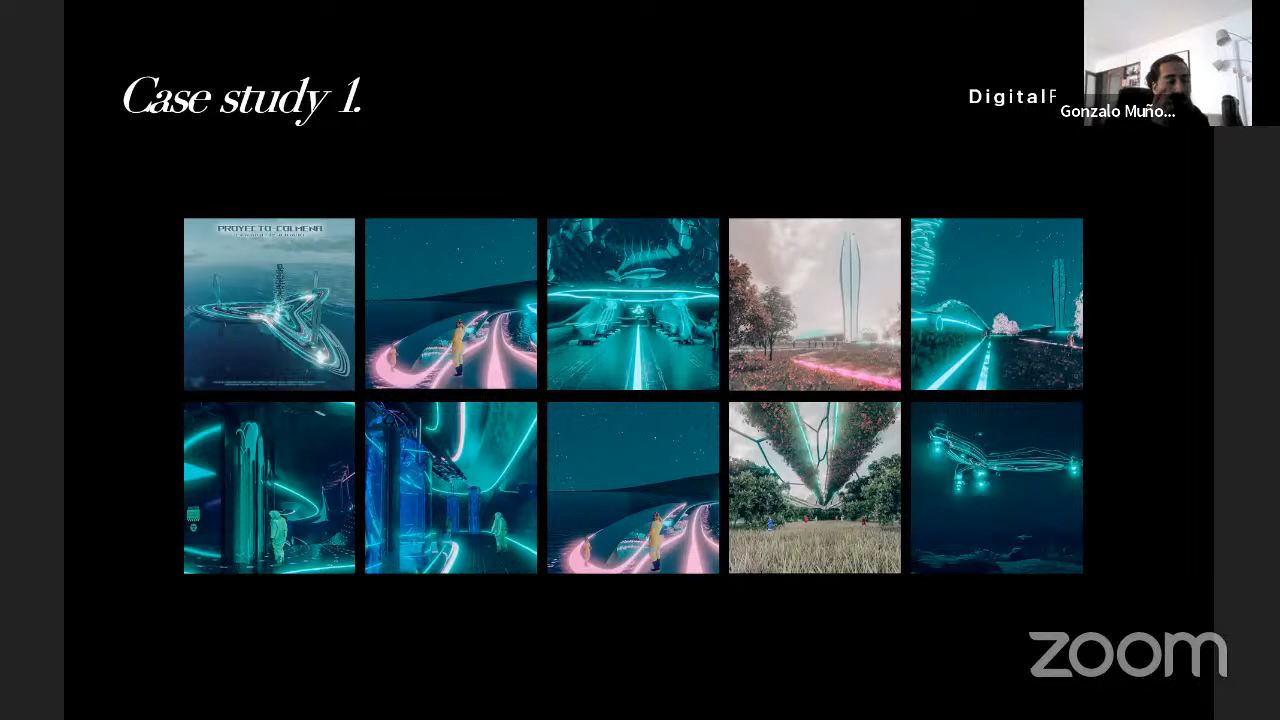 Case study 1.
DigitalF
Gonzalo Muño...
PROYECTO COLMENA
zoom